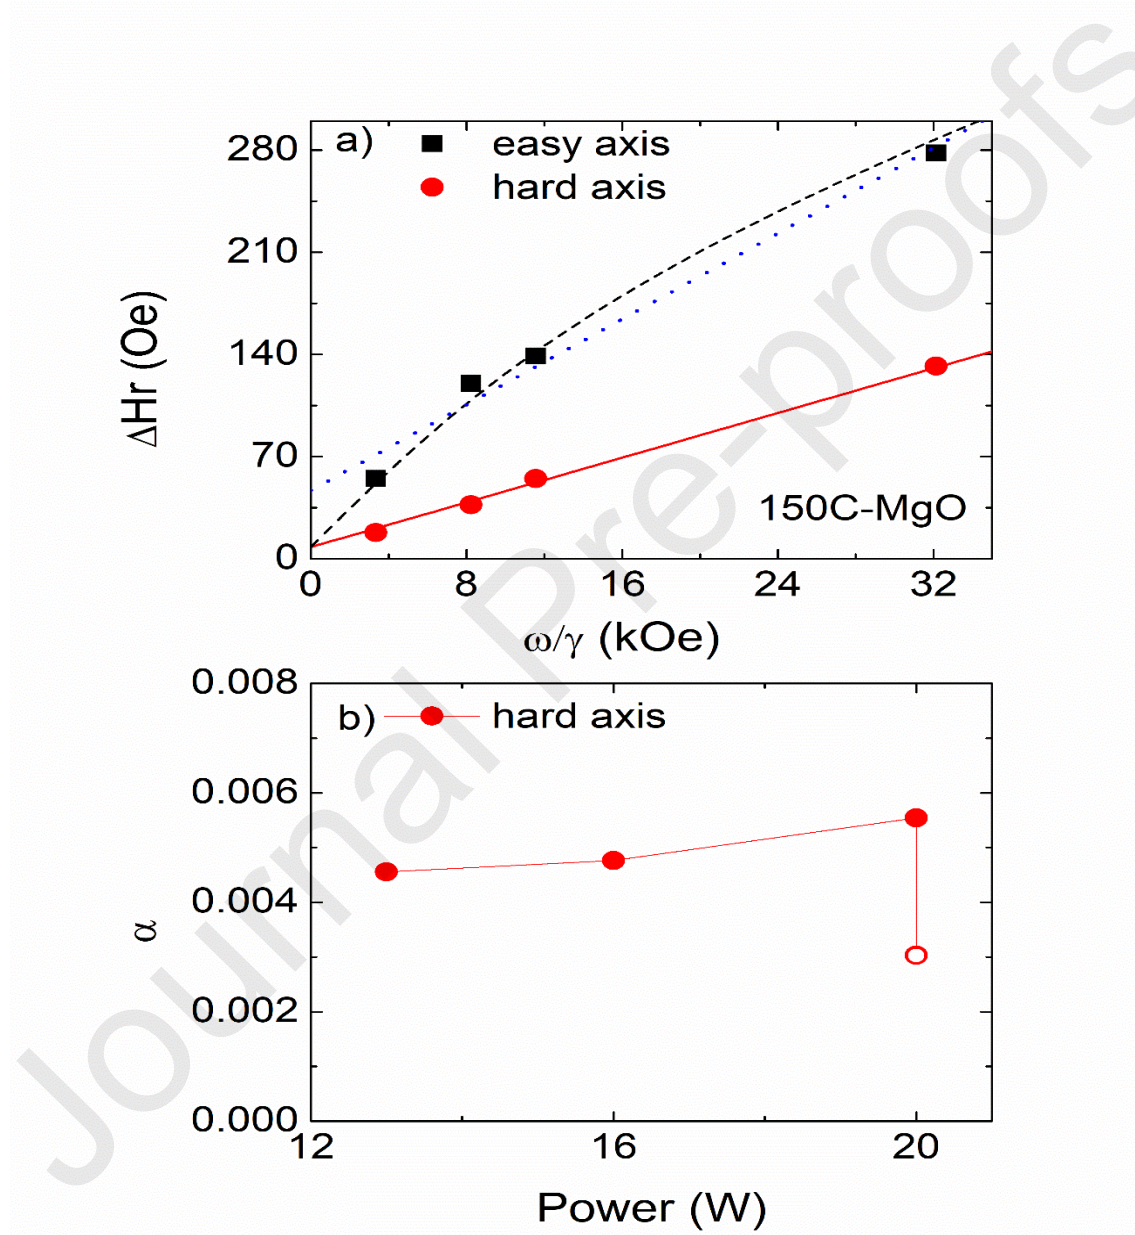 a) easy axis
hard axis
280
210
140
70
0
ΔHr (Oe)
150C-MgO
0 8 16 24 32
ω/γ (kOe)
b) hard axis
0.008
0.006
0.004
0.002
0.000
α
12 16 20
Power (W)
Journal Pre-proofs